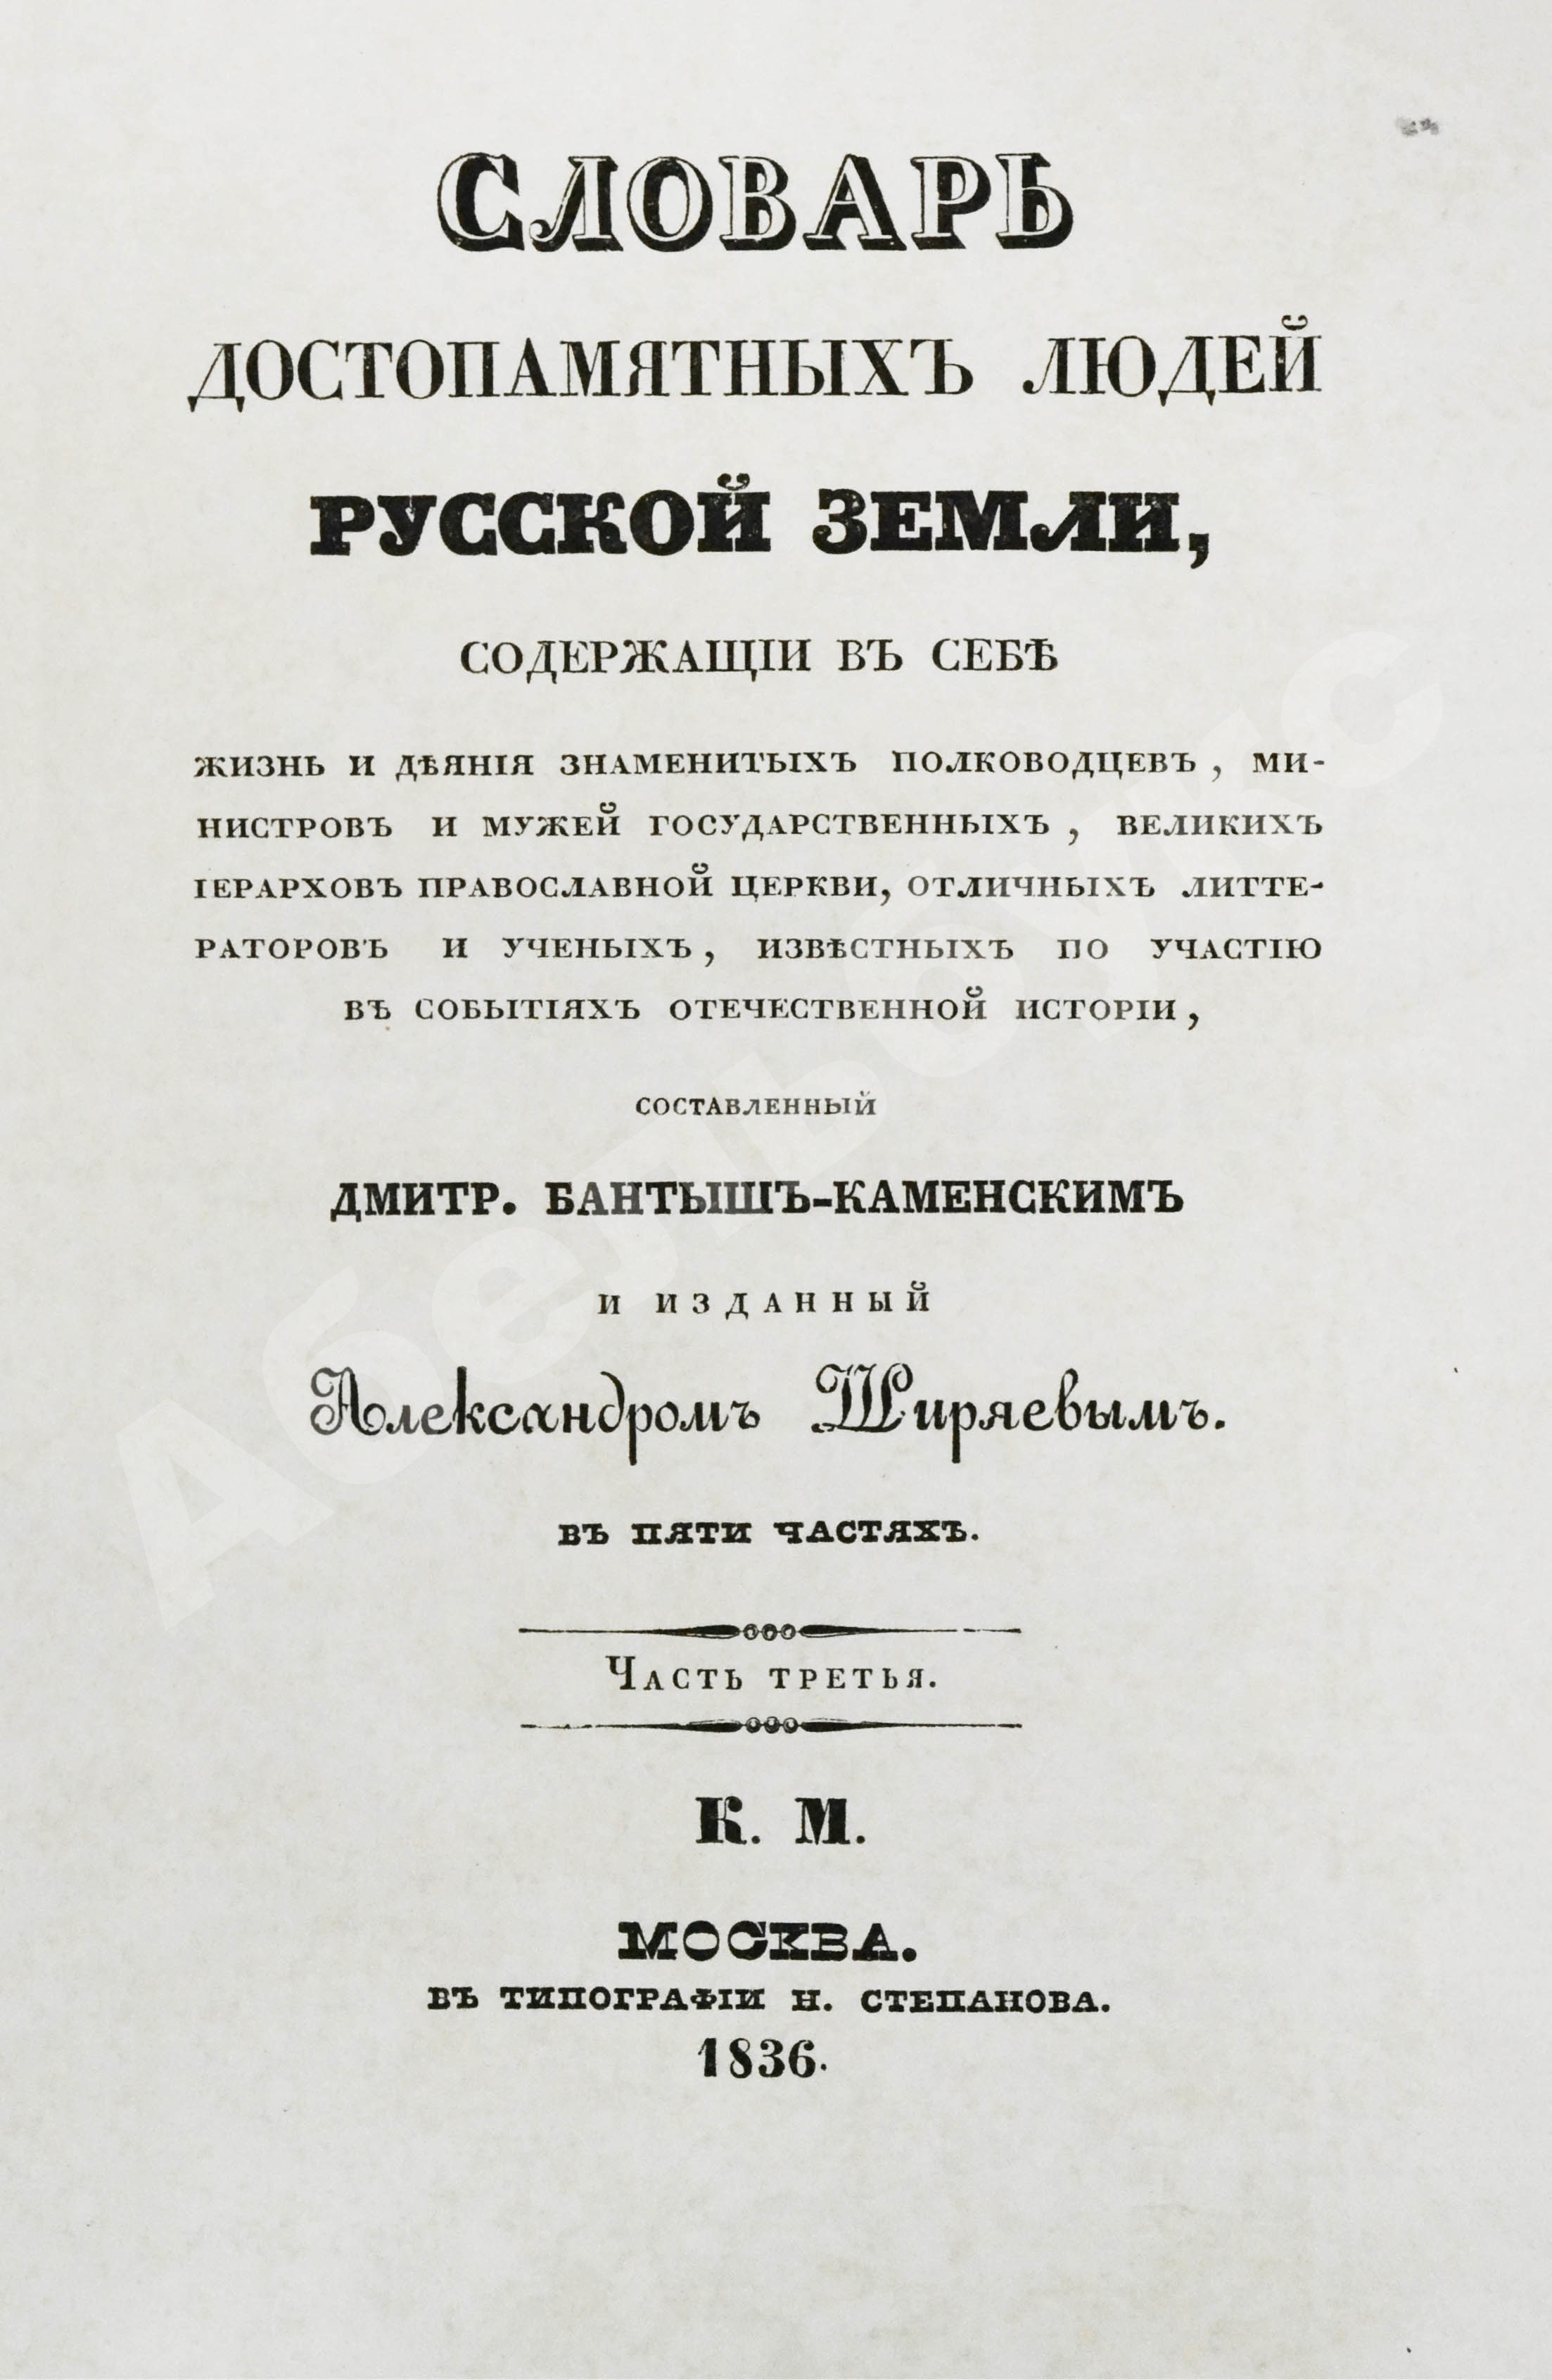 СЛОВАРЬ
ДОСТОПАМЯТНЫХЪ ЛЮДЕЙ
РУССКОЙ ЗЕМЛИ,
СОДЕРЖАЩІИ ВЪ СЕБѢ
ЖИЗНЬ И ДѢЯНІЯ ЗНАМЕНИТЫХЪ ПОЛКОВОДЦЕВЪ, МИ-
НИСТРОВЪ И МУЖЕЙ ГОСУДАРСТВЕННЫХЪ, ВЕЛИКИХЪ
ІЕРАРХОВЪ ПРАВОСЛАВНОЙ ЦЕРКВИ, ОТЛИЧНЫХЪ ЛИТТЕ-
РАТОРОВЪ И УЧЕНЫХЪ, ИЗВѢСТНЫХЪ ПО УЧАСТІЮ
ВЪ СОБЫТІЯХЪ ОТЕЧЕСТВЕННОЙ ИСТОРІИ,
СОСТАВЛЕННЫЙ
ДМИТР. БАНТЫШЪ-КАМЕНСКИМЪ
И ИЗДАННЫЙ
Александромъ Ширяевымъ.
ВЪ ПЯТИ ЧАСТЯХЪ.
ЧАСТЬ ТРЕТЬЯ.
К. М.
МОСКВА.
ВЪ ТИПОГРАФІИ Н. СТЕПАНОВА.
1836.
Абельбукс